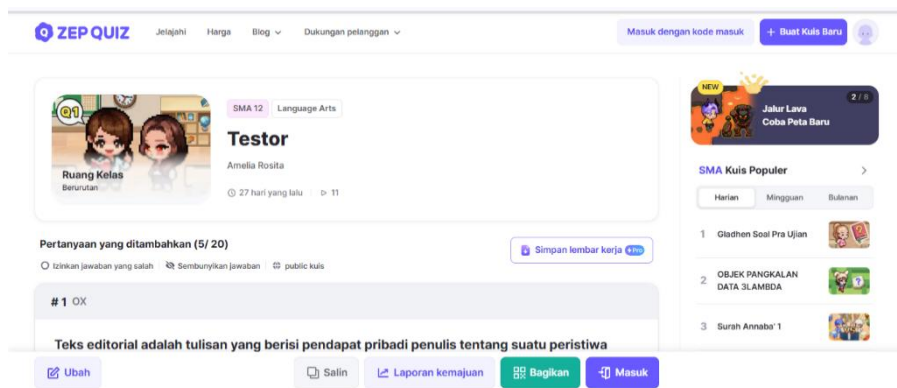 ZEP QUIZ
Jelajahi
Harga
Blog
Dukungan pelanggan
Masuk dengan kode masuk
+ Buat Kuis Baru
Q1
Ruang Kelas
Berurutan
SMA 12
Language Arts
Testor
Amelia Rosita
27 hari yang lalu
11
NEW
2 / 8
Jalur Lava
Coba Peta Baru
SMA Kuis Populer
Harian
Mingguan
Bulanan
1 Gladhen Soal Pra Ujian
2 OBJEK PANGKALAN
DATA 3LAMBDA
3 Surah Annaba' 1
Pertanyaan yang ditambahkan (5/ 20)
Izinkan jawaban yang salah
Sembunyikan jawaban
public kuis
Simpan lembar kerja
Pro
# 1 OX
Teks editorial adalah tulisan yang berisi pendapat pribadi penulis tentang suatu peristiwa
Ubah
Salin
Laporan kemajuan
Bagikan
Masuk